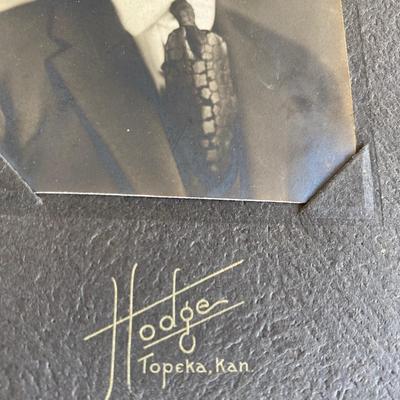 Hodge
Topeka, Kan.